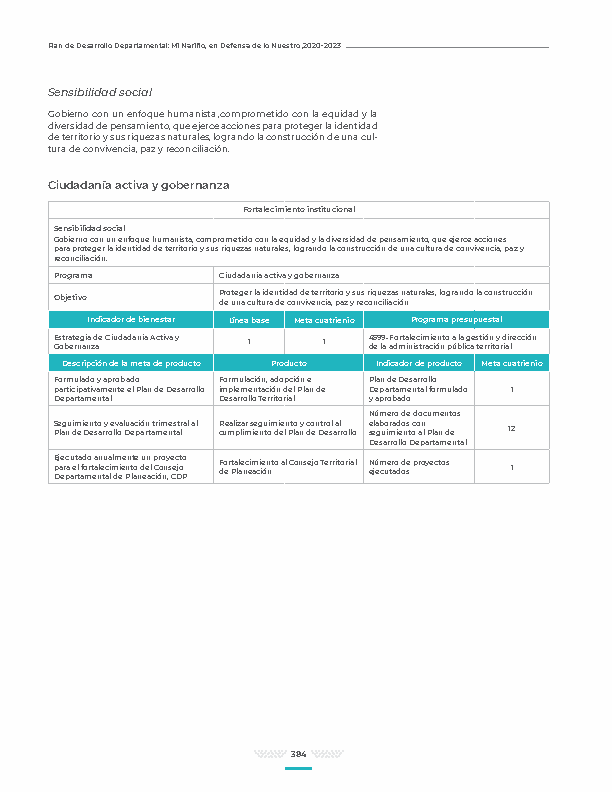 Plan de Desarrollo Departamental: Mi Nariño, en Defensa de lo Nuestro,2020-2023
Sensibilidad social
Gobierno con un enfoque humanista ,comprometido con la equidad y la
diversidad de pensamiento, que ejerce acciones para proteger la identidad
de territorio y sus riquezas naturales, logrando la construcción de una cul-
tura de convivencia, paz y reconciliación.
Ciudadanía activa y gobernanza
Fortalecimiento institucional
Sensibilidad social
Gobierno con un enfoque humanista, comprometido con la equidad y la diversidad de pensamiento, que ejerce acciones
para proteger la identidad de territorio y sus riquezas naturales, logrando la construcción de una cultura de convivencia, paz y
reconciliación.
Programa
Ciudadanía activa y gobernanza
Objetivo
Proteger la identidad de territorio y sus riquezas naturales, logrando la construcción
de una cultura de convivencia, paz y reconciliación
Indicador de bienestar
Línea base
Meta cuatrienio
Programa presupuestal
Estrategia de Ciudadanía Activa y
Gobernanza
1
1
4599- Fortalecimiento a la gestión y dirección
de la administración pública territorial
Descripción de la meta de producto
Producto
Indicador de producto
Meta cuatrienio
Formulado y aprobado
participativamente el Plan de Desarrollo
Departamental
Formulación, adopción e
implementación del Plan de
Desarrollo Territorial
Plan de Desarrollo
Departamental formulado
y aprobado
1
Seguimiento y evaluación trimestral al
Plan de Desarrollo Departamental
Realizar seguimiento y control al
cumplimiento del Plan de Desarrollo
Número de documentos
elaborados con
seguimiento al Plan de
Desarrollo Departamental
12
Ejecutado anualmente un proyecto
para el fortalecimiento del Consejo
Departamental de Planeación, CDP
Fortalecimiento al Consejo Territorial
de Planeación
Número de proyectos
ejecutados
1
384